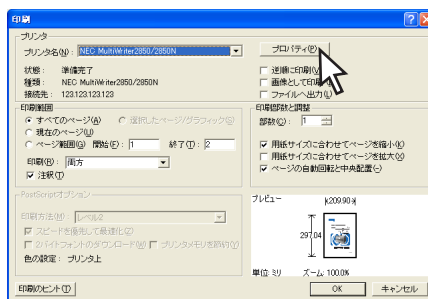 印刷
プリンタ
プリンタ名(N): NEC MultiWriter2850/2850N
プロパティ(P)
状態: 準備完了
種類: NEC MultiWriter2850/2850N
接続先: 123.123.123.123
逆順に印刷(V)
画像として印刷
ファイルへ出力(L)
印刷範囲
すべてのページ(A)
選択したページ/グラフィック(S)
現在のページ(U)
ページ範囲(G) 開始(F): 1 終了(T): 2
印刷(R): 両方
注釈(T)
印刷部数と調整
部数(C): 1
用紙サイズに合わせてページを縮小(K)
用紙サイズに合わせてページを拡大(X)
ページの自動回転と中央配置(-)
PostScriptオプション
印刷方法(M): レベル2
スピードを優先して最適化(Z)
2バイトフォントのダウンロード(W)
プリンタメモリを節約(Y)
色の設定: プリンタ上
プレビュー
209.90
297.04
単位: ミリ ズーム: 100.0%
印刷のヒント(T)
OK
キャンセル